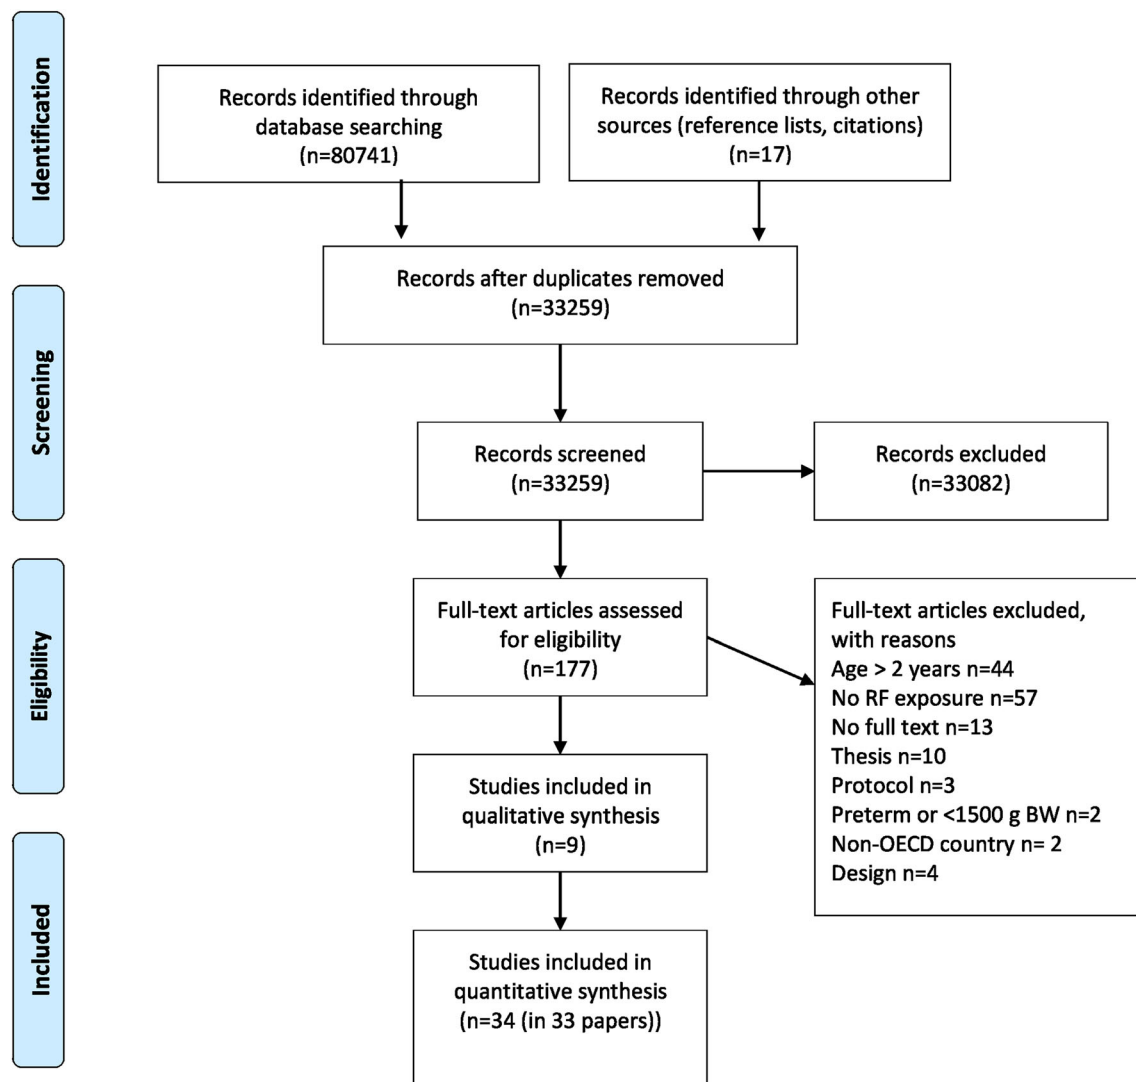 Identification
Records identified through
database searching
(n=80741)
Records identified through other
sources (reference lists, citations)
(n=17)
Records after duplicates removed
(n=33259)
Screening
Records screened
(n=33259)
Records excluded
(n=33082)
Eligibility
Full-text articles assessed
for eligibility
(n=177)
Full-text articles excluded,
with reasons
Age > 2 years n=44
No RF exposure n=57
No full text n=13
Thesis n=10
Protocol n=3
Preterm or <1500 g BW n=2
Non-OECD country n= 2
Design n=4
Studies included in
qualitative synthesis
(n=9)
Included
Studies included in
quantitative synthesis
(n=34 (in 33 papers))